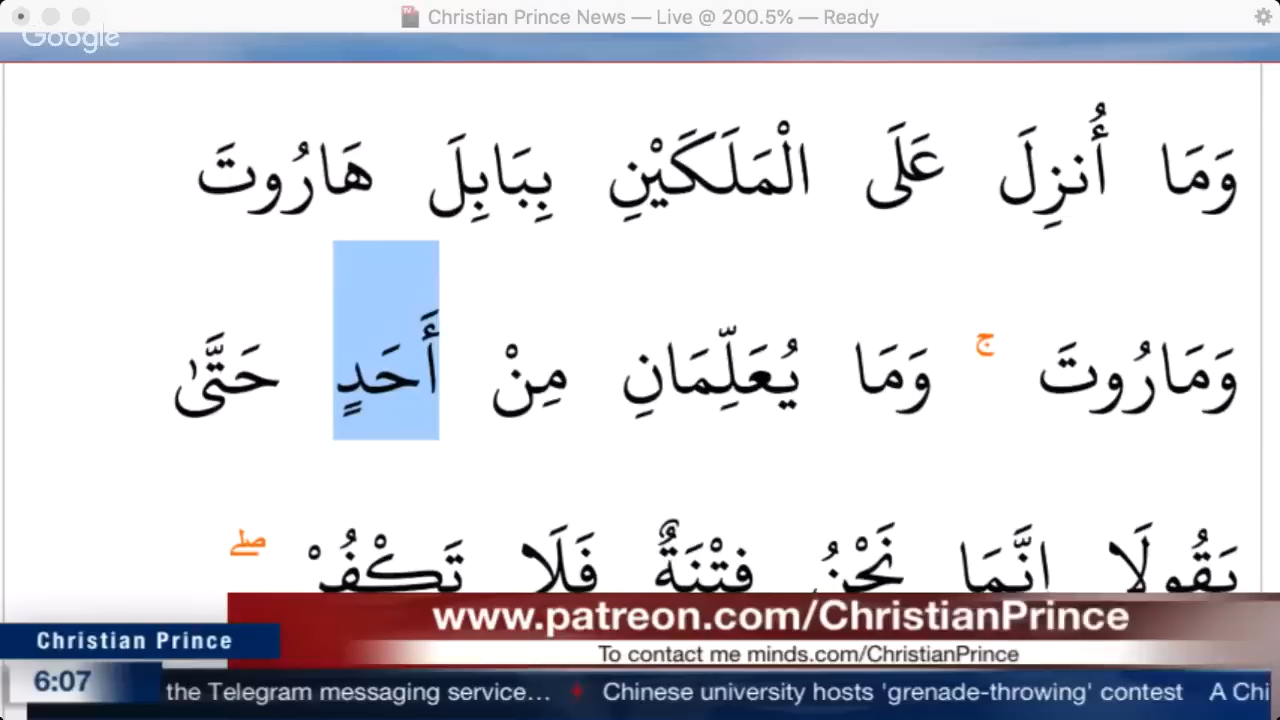 Christian Prince News — Live @ 200.5% — Ready
Google
وَمَا أُنزِلَ عَلَى الْمَلَكَيْنِ بِبَابِلَ هَارُوتَ
وَمَارُوتَ ۚ وَمَا يُعَلِّمَانِ مِنْ أَحَدٍ حَتَّىٰ
يَقُولَا إِنَّمَا نَحْنُ فِتْنَةٌ فَلَا تَكْفُرْ ۖ
www.patreon.com/ChristianPrince
Christian Prince
To contact me minds.com/ChristianPrince
6:07
the Telegram messaging service... ♦ Chinese university hosts 'grenade-throwing' contest A Chi